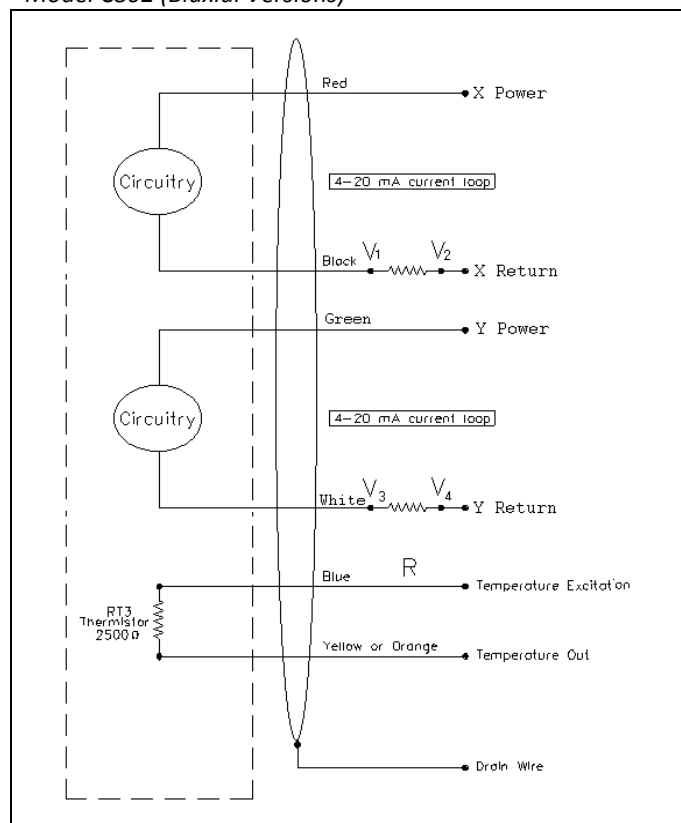 Model (Biaxial Versions)
Red
X Power
Circuitry
4-20 mA current loop
Black
V1
V2
X Return
Green
Y Power
Circuitry
4-20 mA current loop
White
V3
V4
Y Return
Blue
R
Temperature Excitation
RT3
Thermistor
2500Ω
Yellow or Orange
Temperature Out
Drain Wire